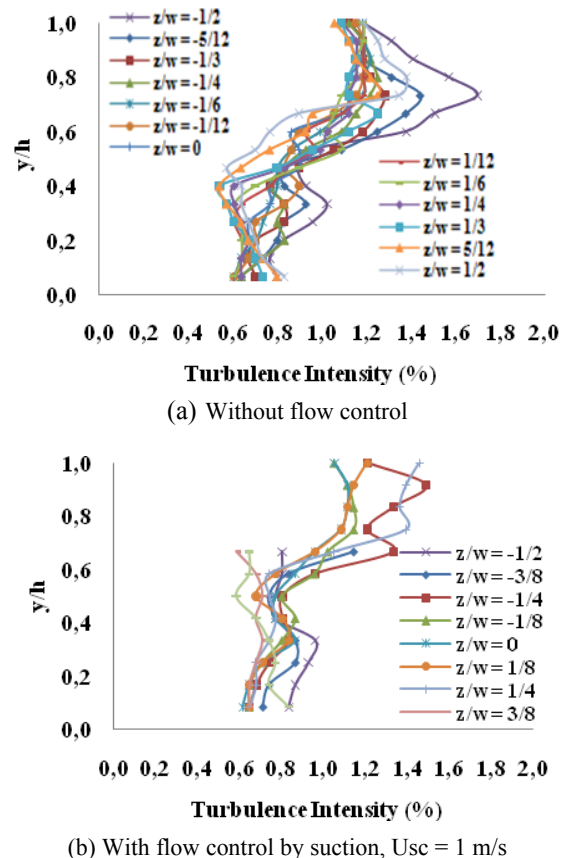 1,0
0,8
0,6
0,4
0,2
0,0
y/h
z/w = -1/2
z/w = -5/12
z/w = -1/3
z/w = -1/4
z/w = -1/6
z/w = -1/12
z/w = 0
z/w = 1/12
z/w = 1/6
z/w = 1/4
z/w = 1/3
z/w = 5/12
z/w = 1/2
0,0 0,2 0,4 0,6 0,8 1,0 1,2 1,4 1,6 1,8 2,0
Turbulence Intensity (%)
(a) Without flow control
1,0
0,8
0,6
0,4
0,2
0,0
y/h
z/w = -1/2
z/w = -3/8
z/w = -1/4
z/w = -1/8
z/w = 0
z/w = 1/8
z/w = 1/4
z/w = 3/8
0,0 0,2 0,4 0,6 0,8 1,0 1,2 1,4 1,6 1,8 2,0
Turbulence Intensity (%)
(b) With flow control by suction, Usc = 1 m/s